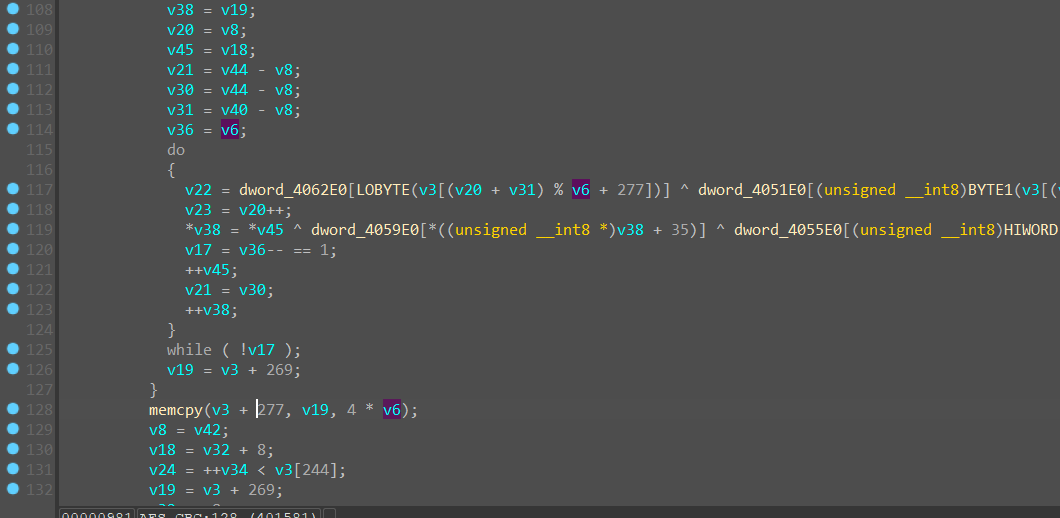 108 v38 = v19;
109 v20 = v8;
110 v45 = v18;
111 v21 = v44 - v8;
112 v30 = v44 - v8;
113 v31 = v40 - v8;
114 v36 = v6;
115 do
116 {
117 v22 = dword_4062E0[LOBYTE(v3[(v20 + v31) % v6 + 277])] ^ dword_4051E0[(unsigned __int8)BYTE1(v3[(v
118 v23 = v20++;
119 *v38 = *v45 ^ dword_4059E0[*((unsigned __int8 *)v38 + 35)] ^ dword_4055E0[(unsigned __int8)HIWORD
120 v17 = v36-- == 1;
121 ++v45;
122 v21 = v30;
123 ++v38;
124 }
125 while ( !v17 );
126 v19 = v3 + 269;
127 }
128 memcpy(v3 + 277, v19, 4 * v6);
129 v8 = v42;
130 v18 = v32 + 8;
131 v24 = ++v34 < v3[244];
132 v19 = v3 + 269;
00000981 AES_CBC:128 (401581)